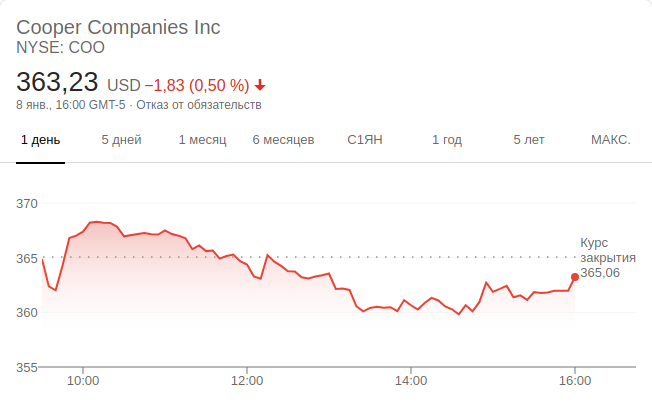 Cooper Companies Inc
NYSE: COO
363,23 USD −1,83 (0,50 %)
8 янв., 16:00 GMT-5 · Отказ от обязательств
1 день 5 дней 1 месяц 6 месяцев С1ЯН 1 год 5 лет МАКС.
370
Курс
365 закрытия
365,06
360
355
10:00 12:00 14:00 16:00